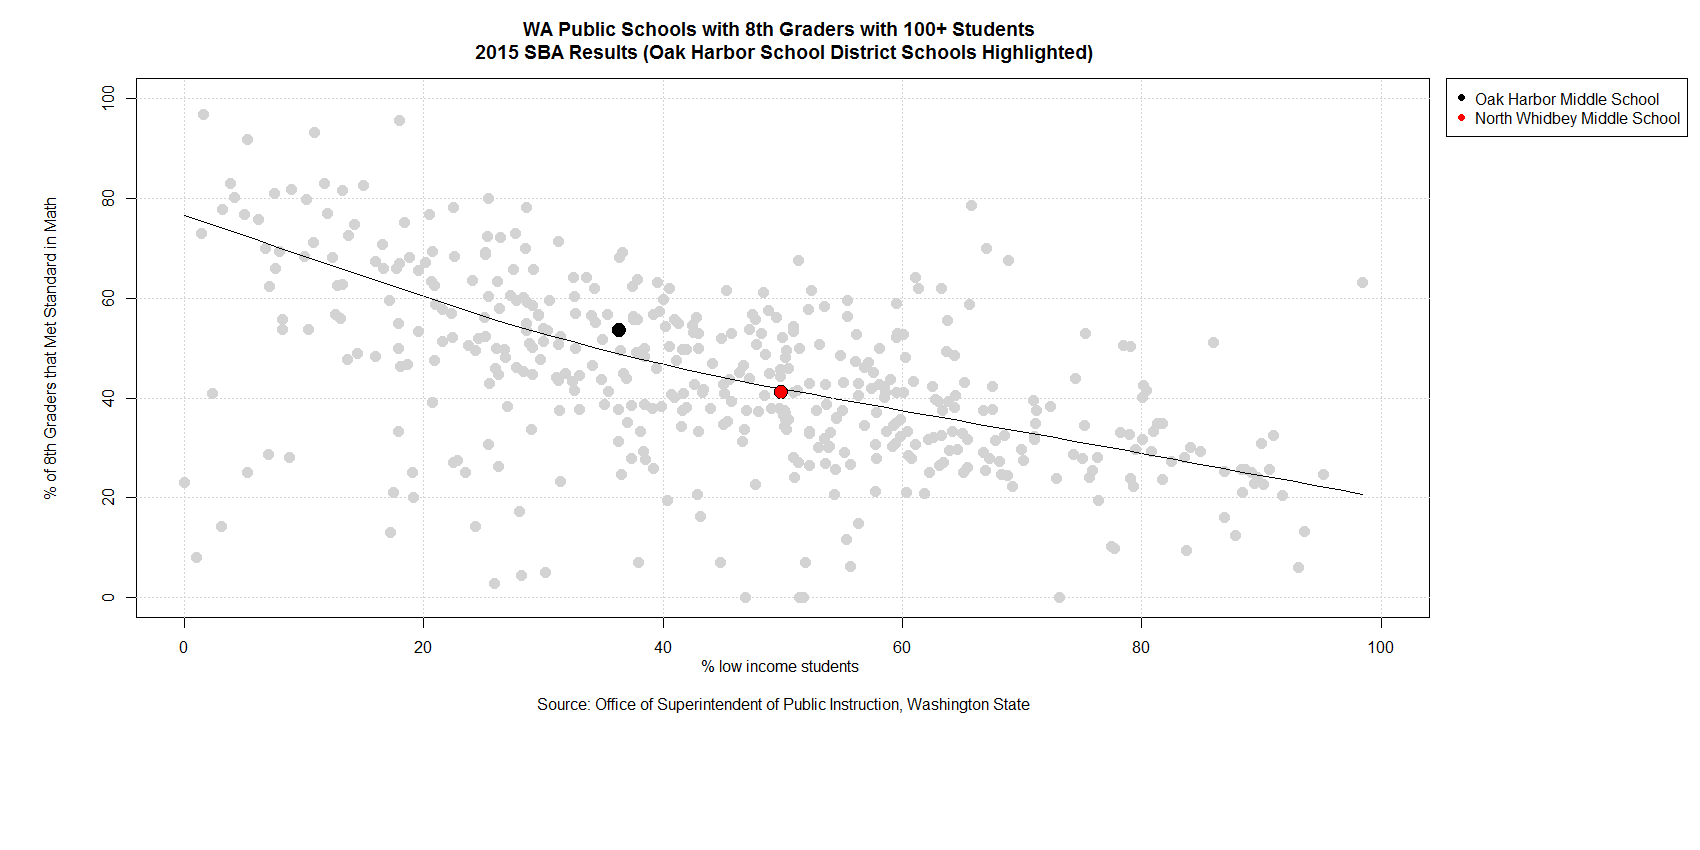 WA Public Schools with 8th Graders with 100+ Students
2015 SBA Results (Oak Harbor School District Schools Highlighted)
Oak Harbor Middle School
North Whidbey Middle School
% of 8th Graders that Met Standard in Math
100
80
60
40
20
0
0 20 40 60 80 100
% low income students
Source: Office of Superintendent of Public Instruction, Washington State